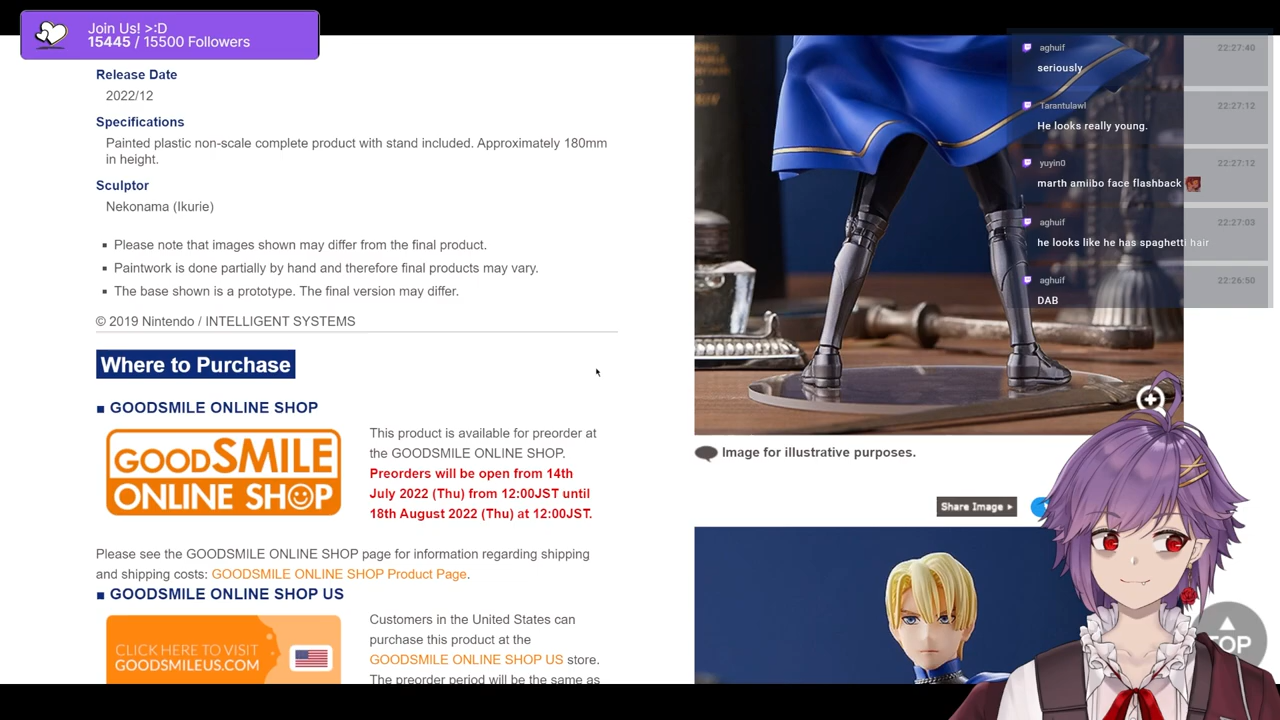 Join Us! >:D
15445 / 15500 Followers
Release Date
2022/12
Specifications
Painted plastic non-scale complete product with stand included. Approximately 180mm
in height.
Sculptor
Nekonama (Ikurie)
▪ Please note that images shown may differ from the final product.
▪ Paintwork is done partially by hand and therefore final products may vary.
▪ The base shown is a prototype. The final version may differ.
© 2019 Nintendo / INTELLIGENT SYSTEMS
Where to Purchase
■ GOODSMILE ONLINE SHOP
GOODSMILE
ONLINE SHOP
This product is available for preorder at
the GOODSMILE ONLINE SHOP.
Preorders will be open from 14th
July 2022 (Thu) from 12:00JST until
18th August 2022 (Thu) at 12:00JST.
Please see the GOODSMILE ONLINE SHOP page for information regarding shipping
and shipping costs: GOODSMILE ONLINE SHOP Product Page.
■ GOODSMILE ONLINE SHOP US
CLICK HERE TO VISIT
GOODSMILEUS.COM
Customers in the United States can
purchase this product at the
GOODSMILE ONLINE SHOP US store.
The preorder period will be the same as
aghuif 22:27:40
seriously
Tarantulawl 22:27:12
He looks really young.
yuyin0 22:27:12
marth amiibo face flashback
aghuif 22:27:03
he looks like he has spaghetti hair
aghuif 22:26:50
DAB
Image for illustrative purposes.
Share Image ▸
TOP